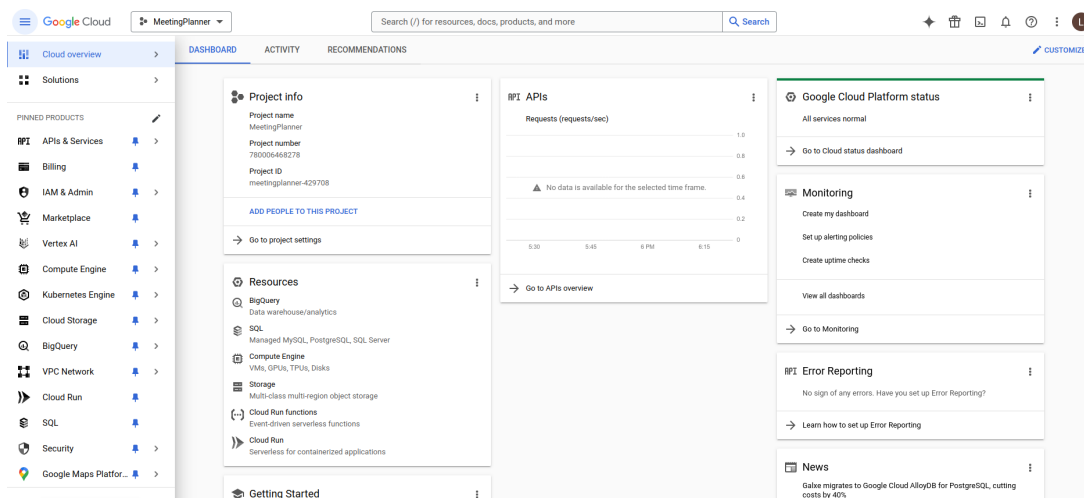 Google Cloud
MeetingPlanner
Search (/) for resources, docs, products, and more
Search
L
Cloud overview
Solutions
PINNED PRODUCTS
API APIs & Services
Billing
IAM & Admin
Marketplace
Vertex AI
Compute Engine
Kubernetes Engine
Cloud Storage
BigQuery
VPC Network
Cloud Run
SQL
Security
Google Maps Platfor...
DASHBOARD ACTIVITY RECOMMENDATIONS
CUSTOMIZE
Project info
Project name
MeetingPlanner
Project number
780006468278
Project ID
meetingplanner-429708
ADD PEOPLE TO THIS PROJECT
Go to project settings
Resources
BigQuery
Data warehouse/analytics
SQL
Managed MySQL, PostgreSQL, SQL Server
Compute Engine
VMs, GPUs, TPUs, Disks
Storage
Multi-class multi-region object storage
Cloud Run functions
Event-driven serverless functions
Cloud Run
Serverless for containerized applications
Getting Started
API APIs
Requests (requests/sec)
1.0
0.8
0.6
No data is available for the selected time frame.
0.4
0.2
0
5:30 5:45 6 PM 6:15
Go to APIs overview
Google Cloud Platform status
All services normal
Go to Cloud status dashboard
Monitoring
Create my dashboard
Set up alerting policies
Create uptime checks
View all dashboards
Go to Monitoring
API Error Reporting
No sign of any errors. Have you set up Error Reporting?
Learn how to set up Error Reporting
News
Galxe migrates to Google Cloud AlloyDB for PostgreSQL, cutting
costs by 40%